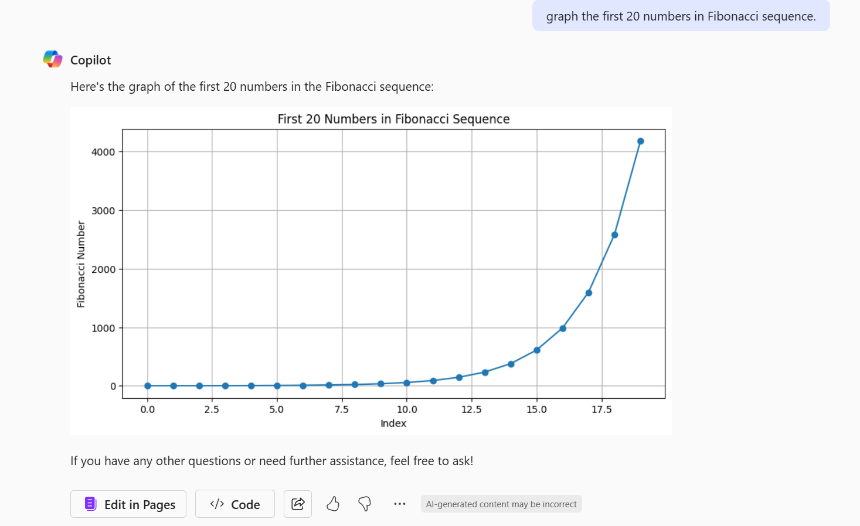 graph the first 20 numbers in Fibonacci sequence.
Copilot
Here's the graph of the first 20 numbers in the Fibonacci sequence:
First 20 Numbers in Fibonacci Sequence
4000
3000
2000
1000
0
Fibonacci Number
0.0 2.5 5.0 7.5 10.0 12.5 15.0 17.5
Index
If you have any other questions or need further assistance, feel free to ask!
Edit in Pages </> Code ... AI-generated content may be incorrect